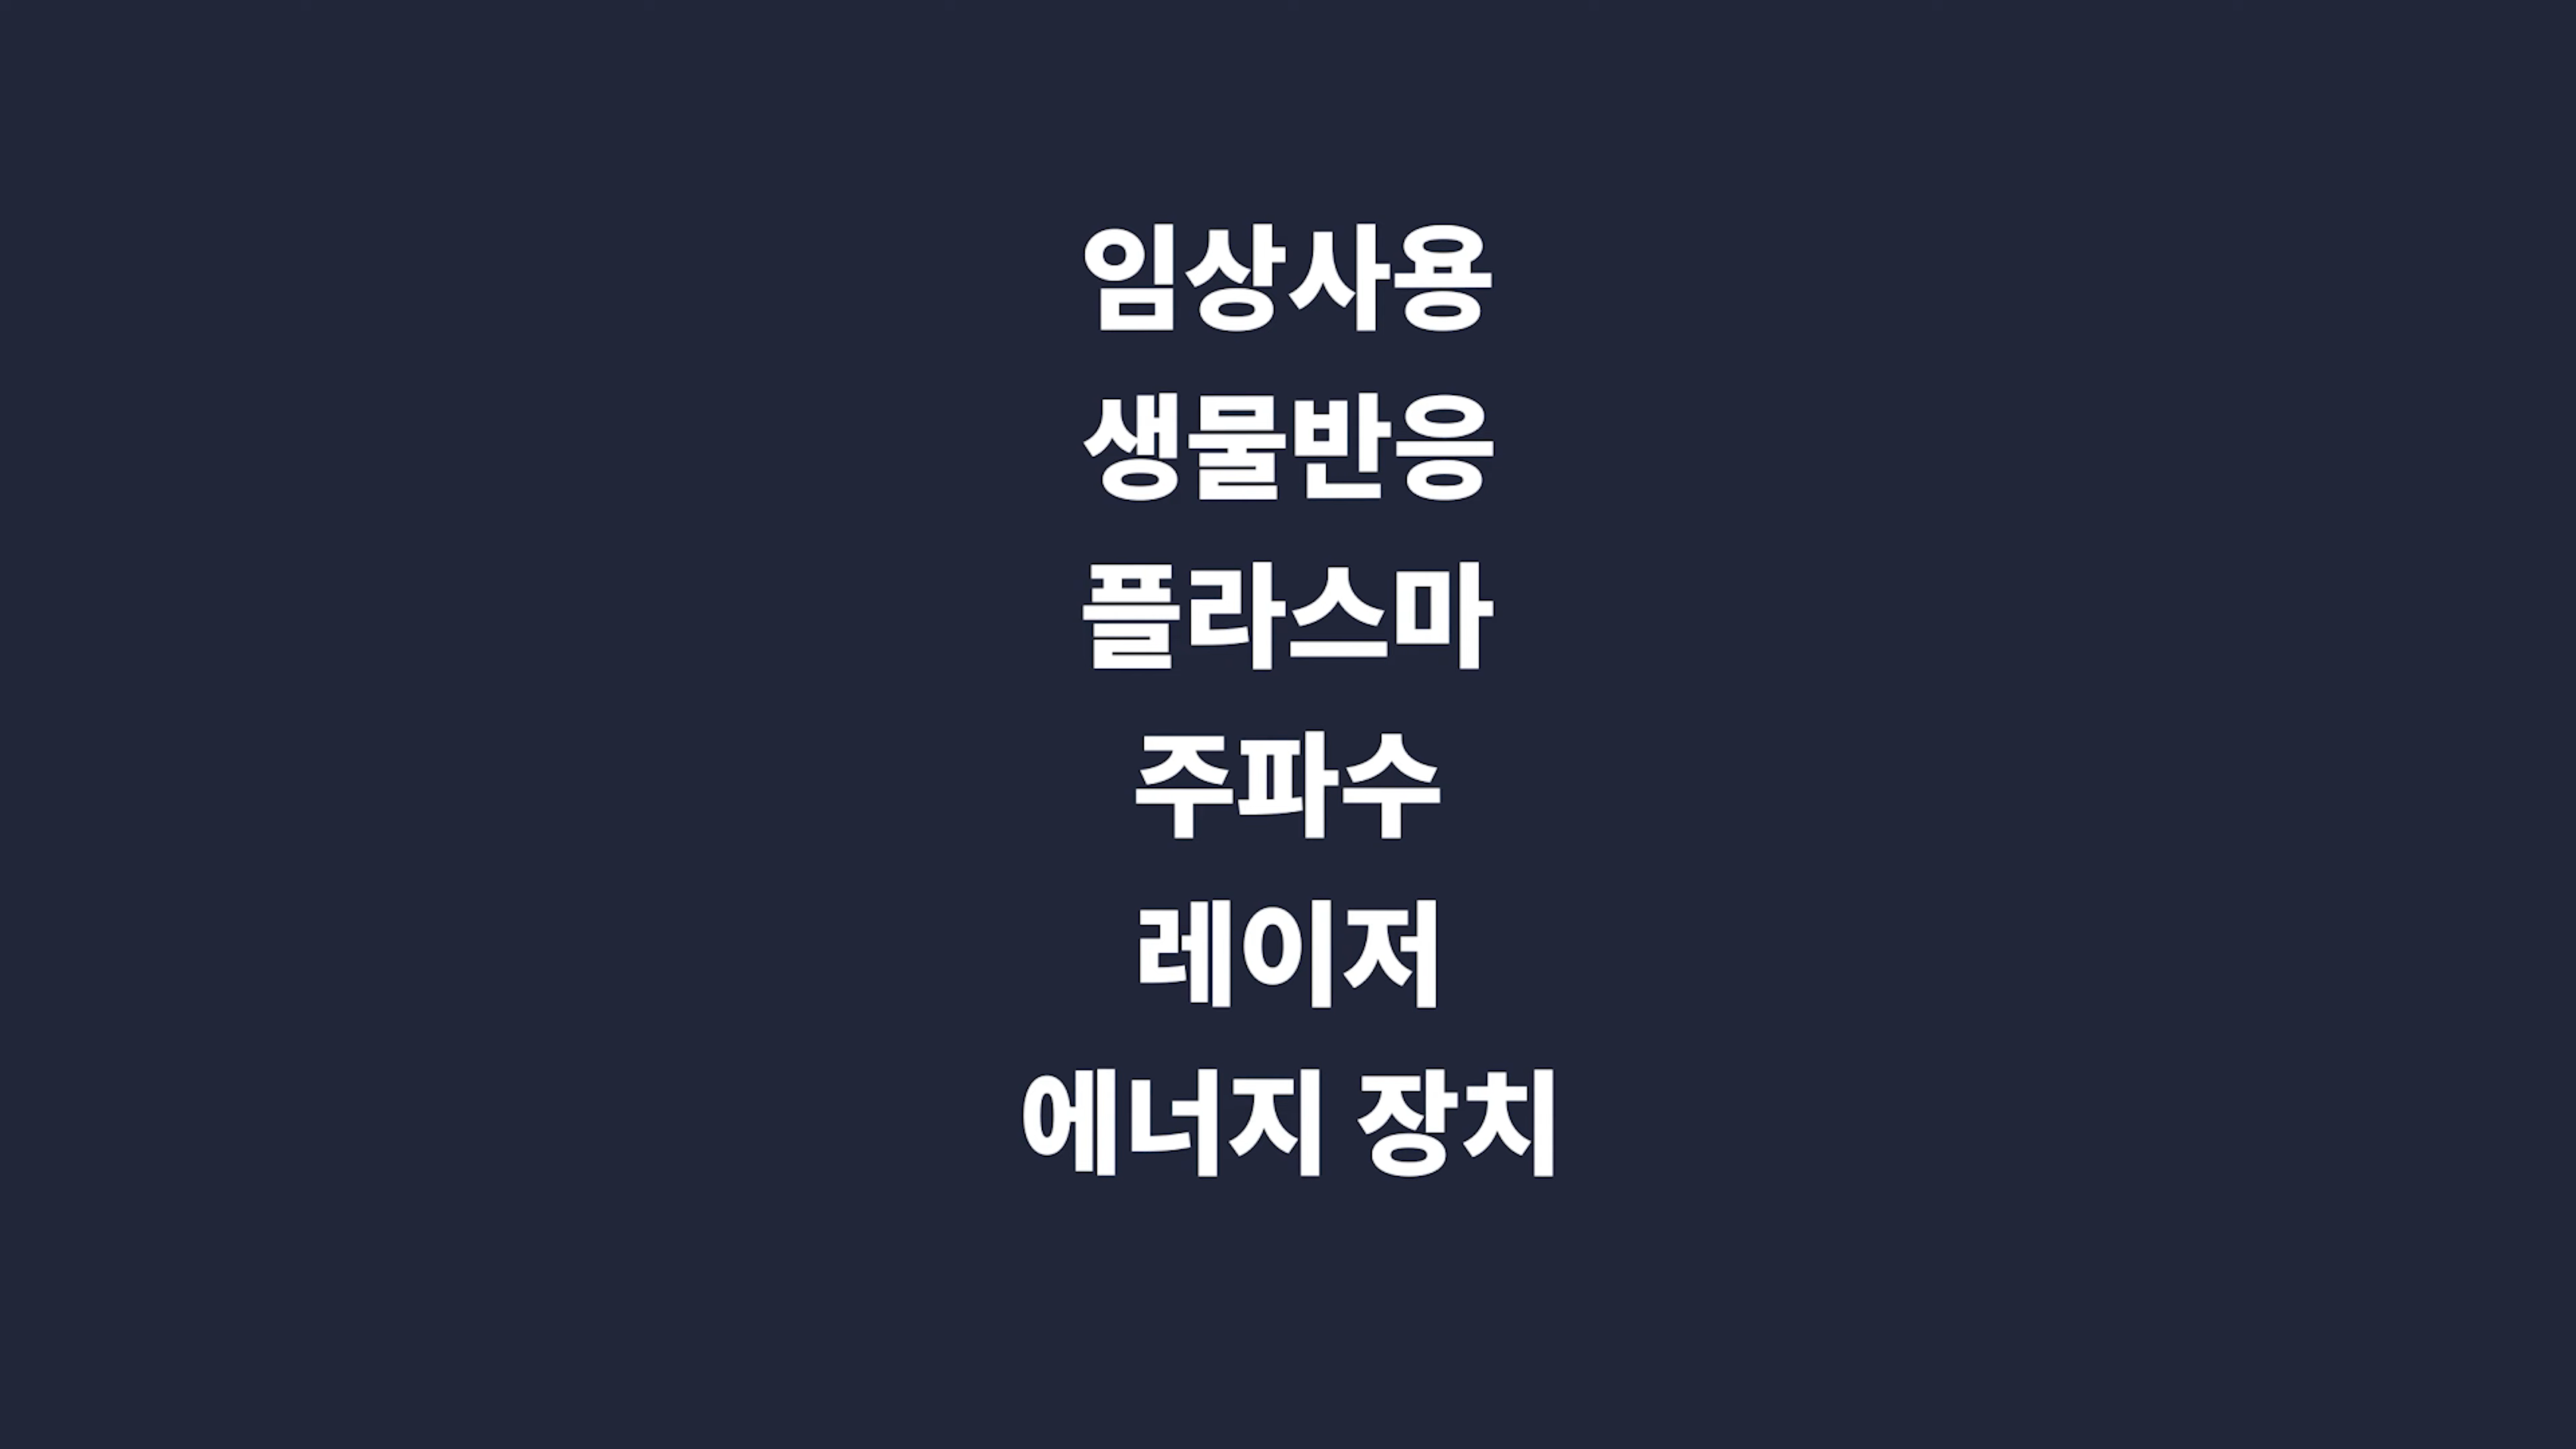 임상사용
생물반응
플라스마
주파수
레이저
에너지 장치